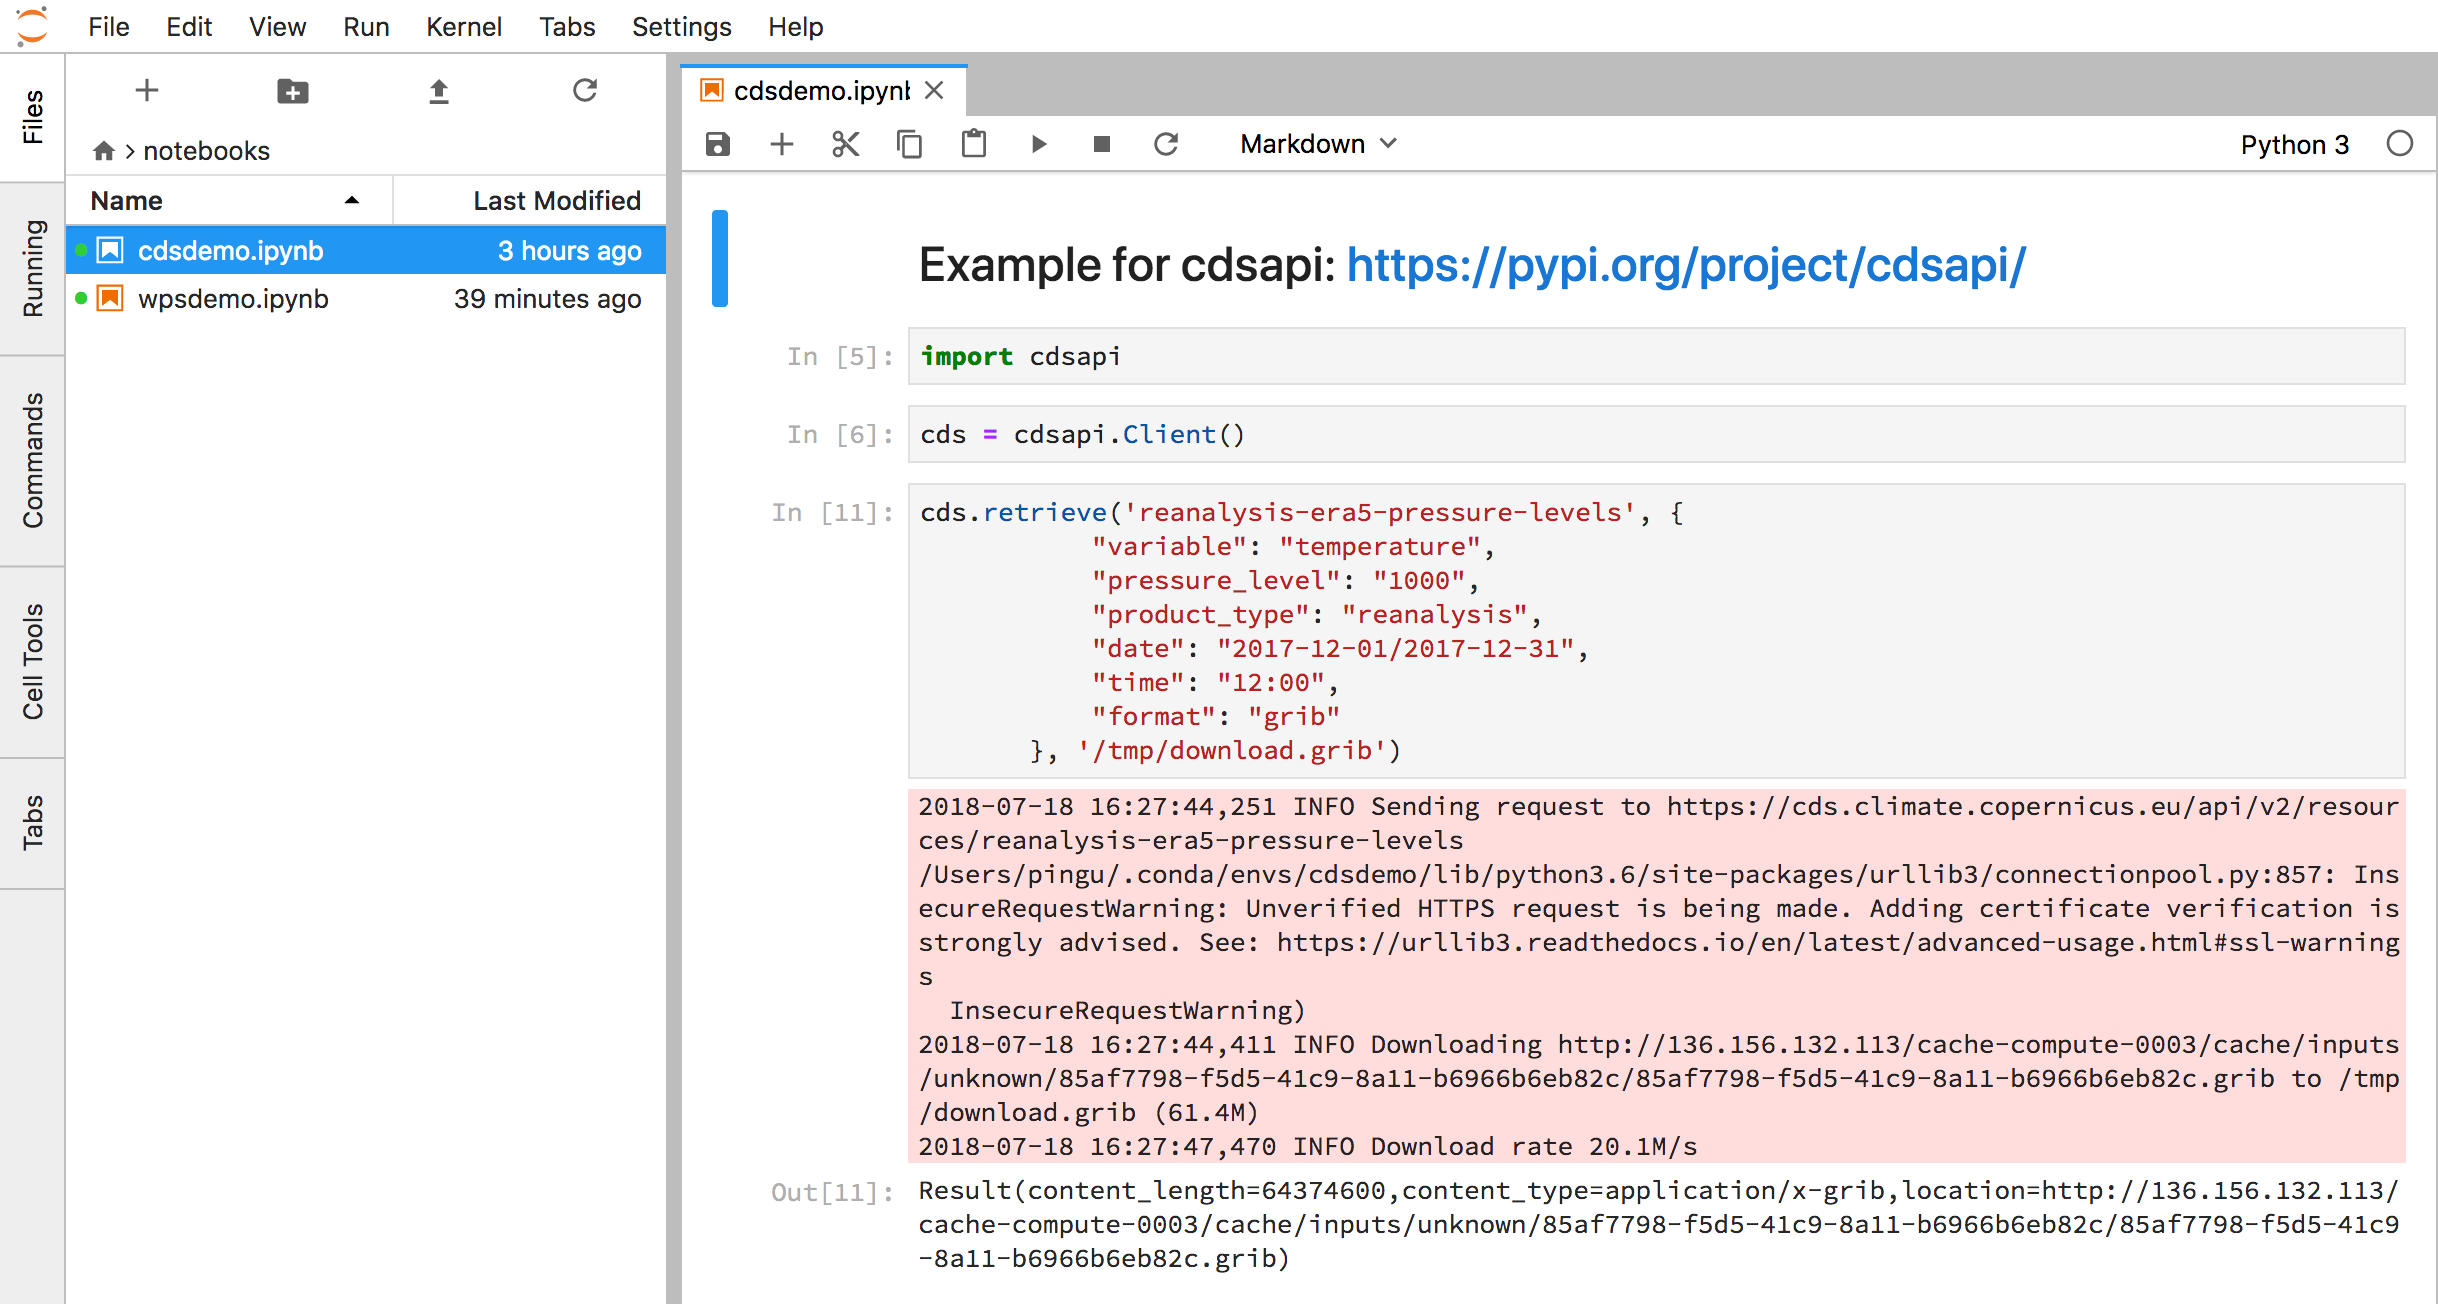 File Edit View Run Kernel Tabs Settings Help
Files
Running
Commands
Cell Tools
Tabs
notebooks
Name Last Modified
cdsdemo.ipynb 3 hours ago
wpsdemo.ipynb 39 minutes ago
cdsdemo.ipynb
Markdown Python 3
Example for cdsapi: https://pypi.org/project/cdsapi/
In [5]: import cdsapi
In [6]: cds = cdsapi.Client()
In [11]: cds.retrieve('reanalysis-era5-pressure-levels', {
"variable": "temperature",
"pressure_level": "1000",
"product_type": "reanalysis",
"date": "2017-12-01/2017-12-31",
"time": "12:00",
"format": "grib"
}, '/tmp/download.grib')
2018-07-18 16:27:44,251 INFO Sending request to https://cds.climate.copernicus.eu/api/v2/resour
ces/reanalysis-era5-pressure-levels
/Users/pingu/.conda/envs/cdsdemo/lib/python3.6/site-packages/urllib3/connectionpool.py:857: Ins
ecureRequestWarning: Unverified HTTPS request is being made. Adding certificate verification is
strongly advised. See: https://urllib3.readthedocs.io/en/latest/advanced-usage.html#ssl-warning
s
InsecureRequestWarning)
2018-07-18 16:27:44,411 INFO Downloading http://136.156.132.113/cache-compute-0003/cache/inputs
/unknown/85af7798-f5d5-41c9-8a11-b6966b6eb82c/85af7798-f5d5-41c9-8a11-b6966b6eb82c.grib to /tmp
/download.grib (61.4M)
2018-07-18 16:27:47,470 INFO Download rate 20.1M/s
Out[11]: Result(content_length=64374600,content_type=application/x-grib,location=http://136.156.132.113/
cache-compute-0003/cache/inputs/unknown/85af7798-f5d5-41c9-8a11-b6966b6eb82c/85af7798-f5d5-41c9
-8a11-b6966b6eb82c.grib)